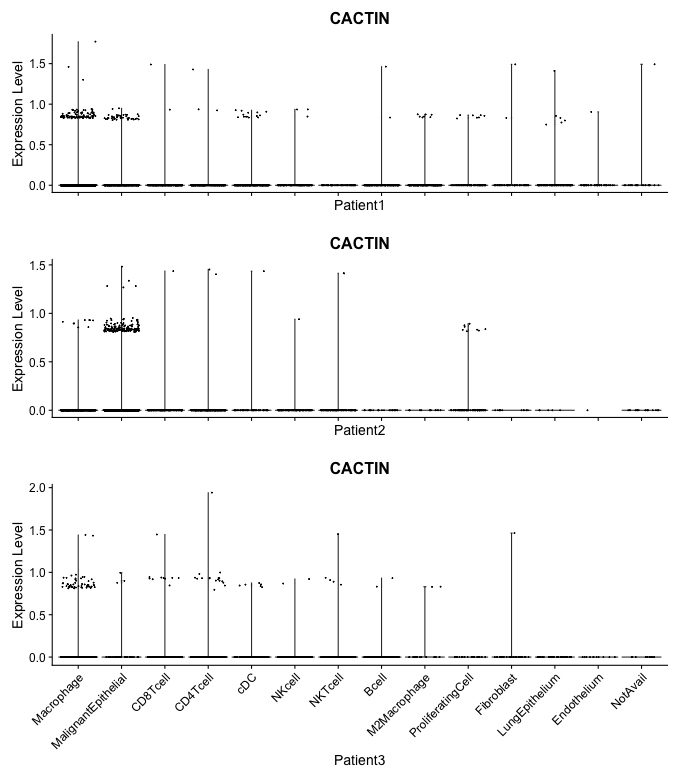 CACTIN
Expression Level
1.5
1.0
0.5
0.0
Patient1
CACTIN
Expression Level
1.5
1.0
0.5
0.0
Patient2
CACTIN
Expression Level
2.0
1.5
1.0
0.5
0.0
Macrophage
MalignantEpithelial
CD8Tcell
CD4Tcell
cDC
NKcell
NKTcell
Bcell
M2Macrophage
ProliferatingCell
Fibroblast
LungEpithelium
Endothelium
NotAvail
Patient3